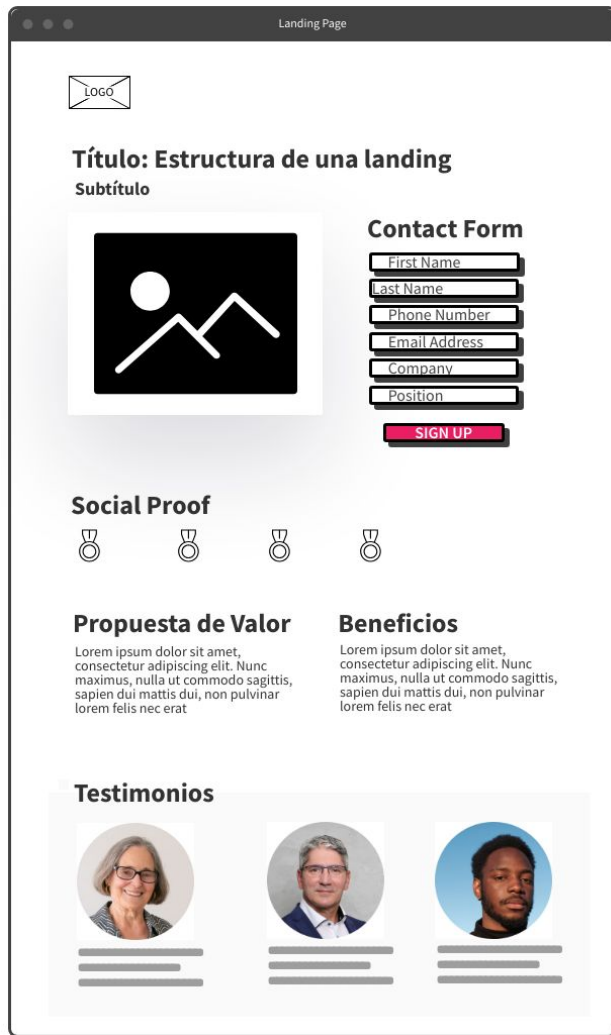 Landing Page
LOGO
Título: Estructura de una landing
Subtítulo
Contact Form
First Name
Last Name
Phone Number
Email Address
Company
Position
SIGN UP
Social Proof
Propuesta de Valor
Lorem ipsum dolor sit amet,
consectetur adipiscing elit. Nunc
maximus, nulla ut commodo sagittis,
sapien dui mattis dui, non pulvinar
lorem felis nec erat
Beneficios
Lorem ipsum dolor sit amet,
consectetur adipiscing elit. Nunc
maximus, nulla ut commodo sagittis,
sapien dui mattis dui, non pulvinar
lorem felis nec erat
Testimonios